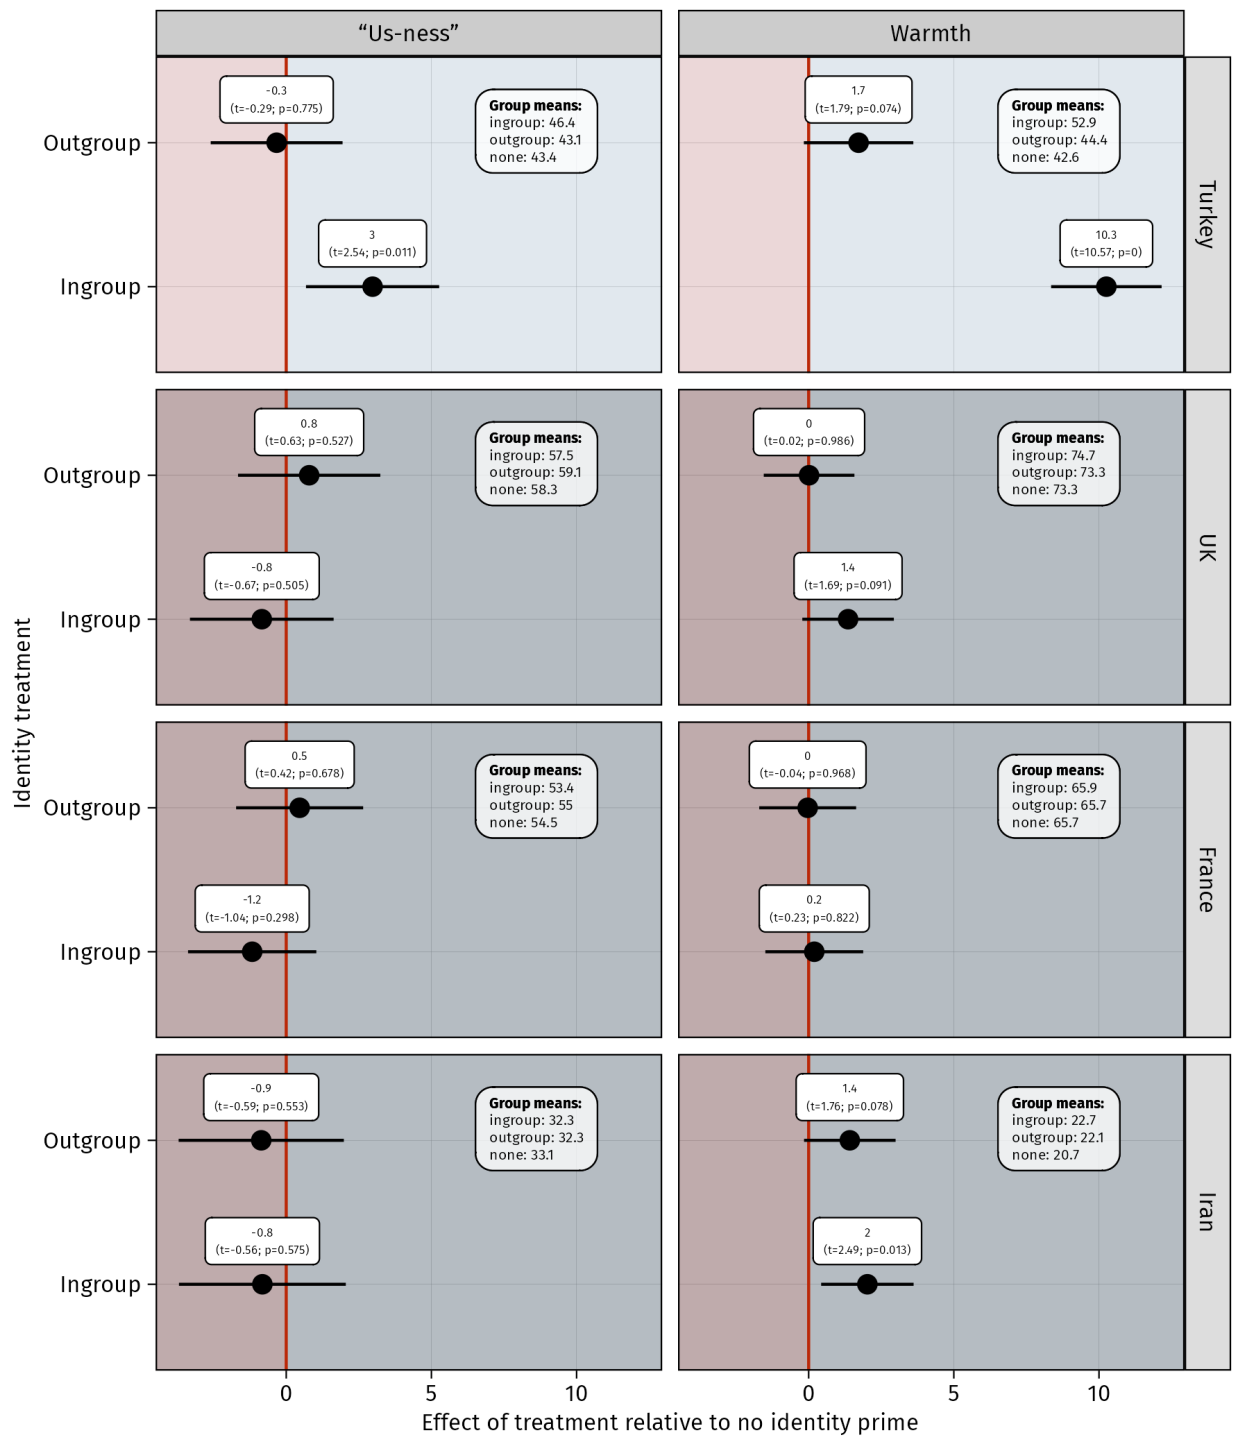 “Us-ness”
Warmth
Identity treatment
Turkey
Outgroup
-0.3
(t=-0.29; p=0.775)
Group means:
ingroup: 46.4
outgroup: 43.1
none: 43.4
1.7
(t=1.79; p=0.074)
Group means:
ingroup: 52.9
outgroup: 44.4
none: 42.6
Ingroup
3
(t=2.54; p=0.011)
10.3
(t=10.57; p=0)
UK
Outgroup
0.8
(t=0.63; p=0.527)
Group means:
ingroup: 57.5
outgroup: 59.1
none: 58.3
0
(t=0.02; p=0.986)
Group means:
ingroup: 74.7
outgroup: 73.3
none: 73.3
Ingroup
-0.8
(t=-0.67; p=0.505)
1.4
(t=1.69; p=0.091)
France
Outgroup
0.5
(t=0.42; p=0.678)
Group means:
ingroup: 53.4
outgroup: 55
none: 54.5
0
(t=-0.04; p=0.968)
Group means:
ingroup: 65.9
outgroup: 65.7
none: 65.7
Ingroup
-1.2
(t=-1.04; p=0.298)
0.2
(t=0.23; p=0.822)
Iran
Outgroup
-0.9
(t=-0.59; p=0.553)
Group means:
ingroup: 32.3
outgroup: 32.3
none: 33.1
1.4
(t=1.76; p=0.078)
Group means:
ingroup: 22.7
outgroup: 22.1
none: 20.7
Ingroup
-0.8
(t=-0.56; p=0.575)
2
(t=2.49; p=0.013)
0 5 10
0 5 10
Effect of treatment relative to no identity prime